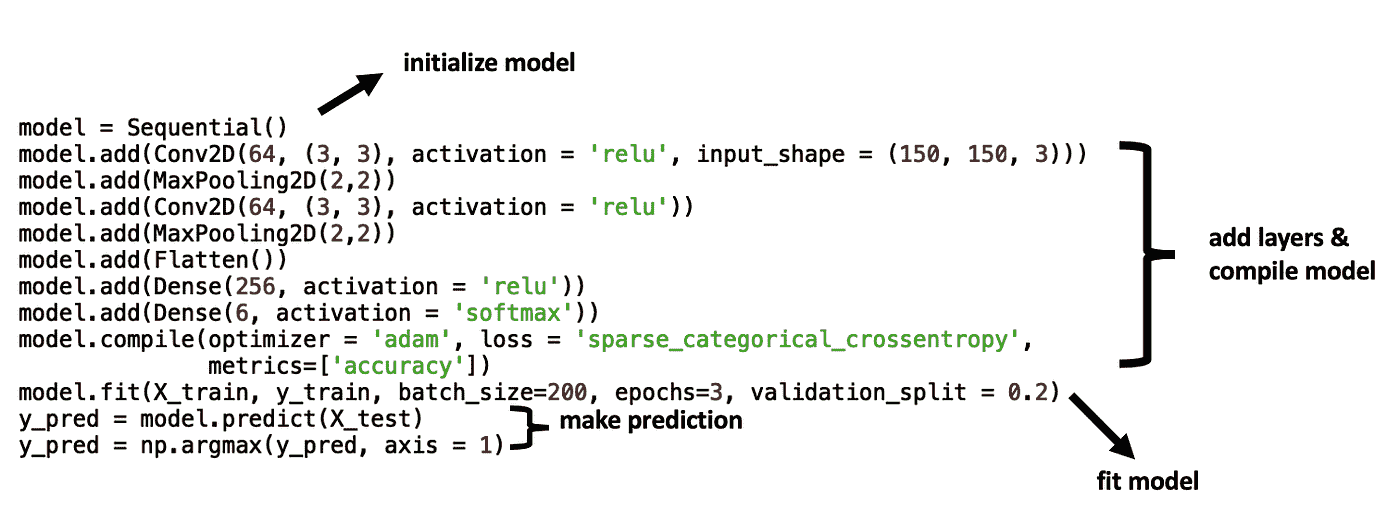 initialize model
model = Sequential()
model.add(Conv2D(64, (3, 3), activation = 'relu', input_shape = (150, 150, 3)))
model.add(MaxPooling2D(2,2))
model.add(Conv2D(64, (3, 3), activation = 'relu'))
model.add(MaxPooling2D(2,2))
model.add(Flatten())
model.add(Dense(256, activation = 'relu'))
model.add(Dense(6, activation = 'softmax'))
model.compile(optimizer = 'adam', loss = 'sparse_categorical_crossentropy',
              metrics=['accuracy'])
add layers &
compile model
model.fit(X_train, y_train, batch_size=200, epochs=3, validation_split = 0.2)
y_pred = model.predict(X_test)
y_pred = np.argmax(y_pred, axis = 1)
make prediction
fit model